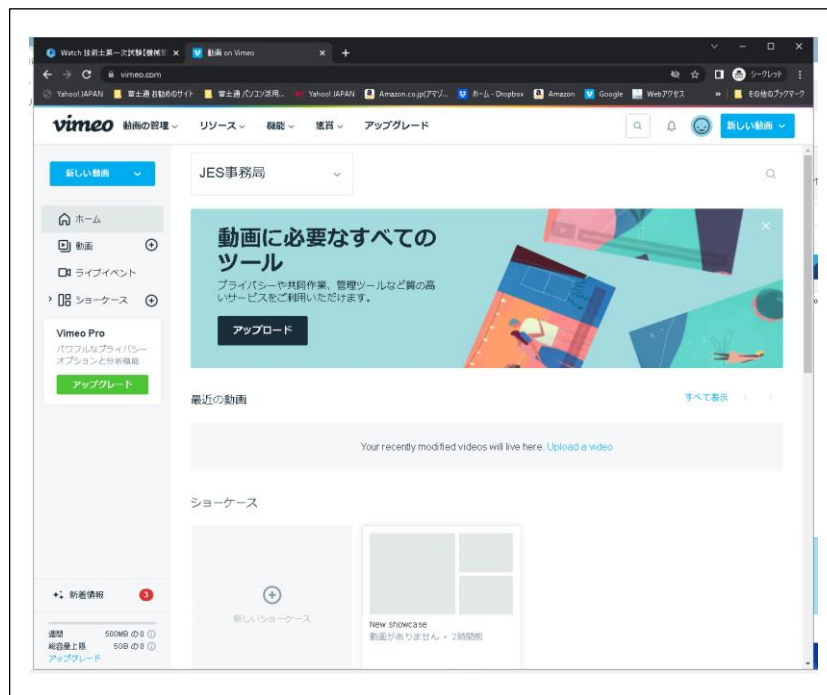 Watch 技術士第一次試験【機械
動画 on Vimeo
vimeo.com
シークレット
Yahoo! JAPAN
富士通 お勧めのサイト
富士通 パソコン活用...
Yahoo! JAPAN
Amazon.co.jp(アマゾ...
ホーム - Dropbox
Amazon
Google
Webアクセス
»
その他のブックマーク
vimeo 動画の管理 リソース 機能 鑑賞 アップグレード
新しい動画
新しい動画
JES事務局
ホーム
動画
ライブイベント
ショーケース
Vimeo Pro
パワフルなプライバシー
オプションと分析機能
アップグレード
動画に必要なすべての
ツール
プライバシーや共同作業、管理ツールなど質の高
いサービスをご利用いただけます。
アップロード
最近の動画
すべて表示
Your recently modified videos will live here. Upload a video
ショーケース
新しいショーケース
New showcase
動画がありません • 2時間前
新着情報 3
週間 500MB の 0
総容量上限 5GB の 0
アップグレード